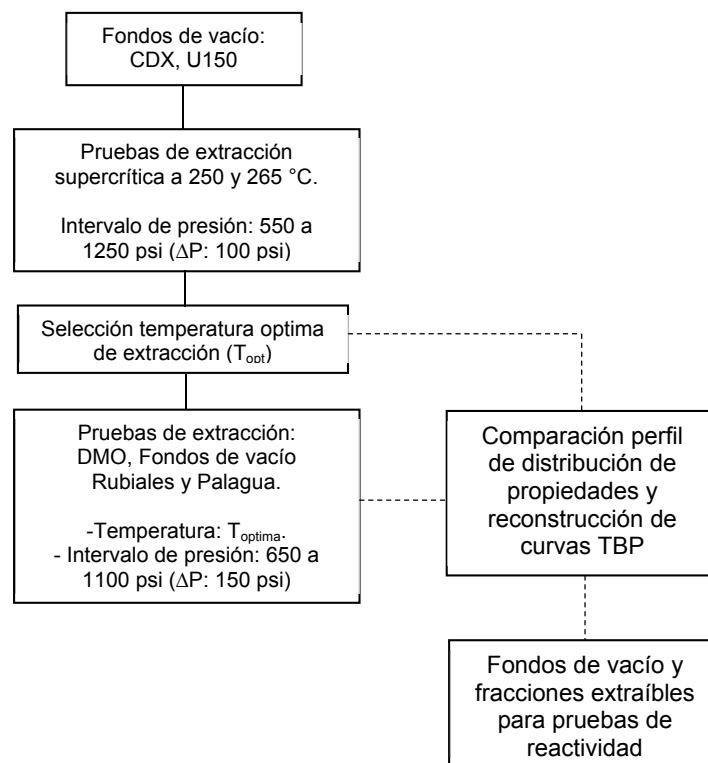 Fondos de vacío:
CDX, U150
Pruebas de extracción
supercrítica a 250 y 265 °C.
Intervalo de presión: 550 a
1250 psi (ΔP: 100 psi)
Selección temperatura optima
de extracción (Topt)
Pruebas de extracción:
DMO, Fondos de vacío
Rubiales y Palagua.
-Temperatura: Toptima.
- Intervalo de presión: 650 a
1100 psi (ΔP: 150 psi)
Comparación perfil
de distribución de
propiedades y
reconstrucción de
curvas TBP
Fondos de vacío y
fracciones extraíbles
para pruebas de
reactividad